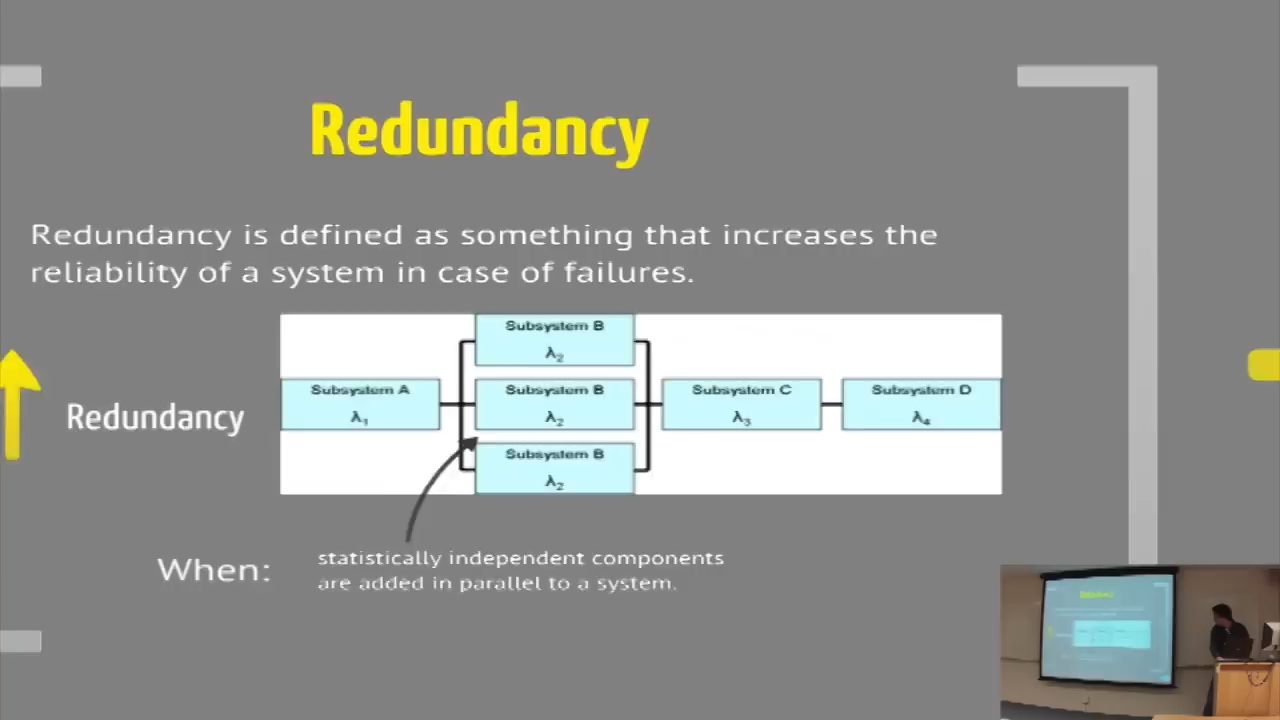 Redundancy
Redundancy is defined as something that increases the
reliability of a system in case of failures.
Subsystem B
λ2
Subsystem A
λ1
Subsystem B
λ2
Subsystem C
λ3
Subsystem D
λ4
Redundancy
Subsystem B
λ2
When:
statistically independent components
are added in parallel to a system.